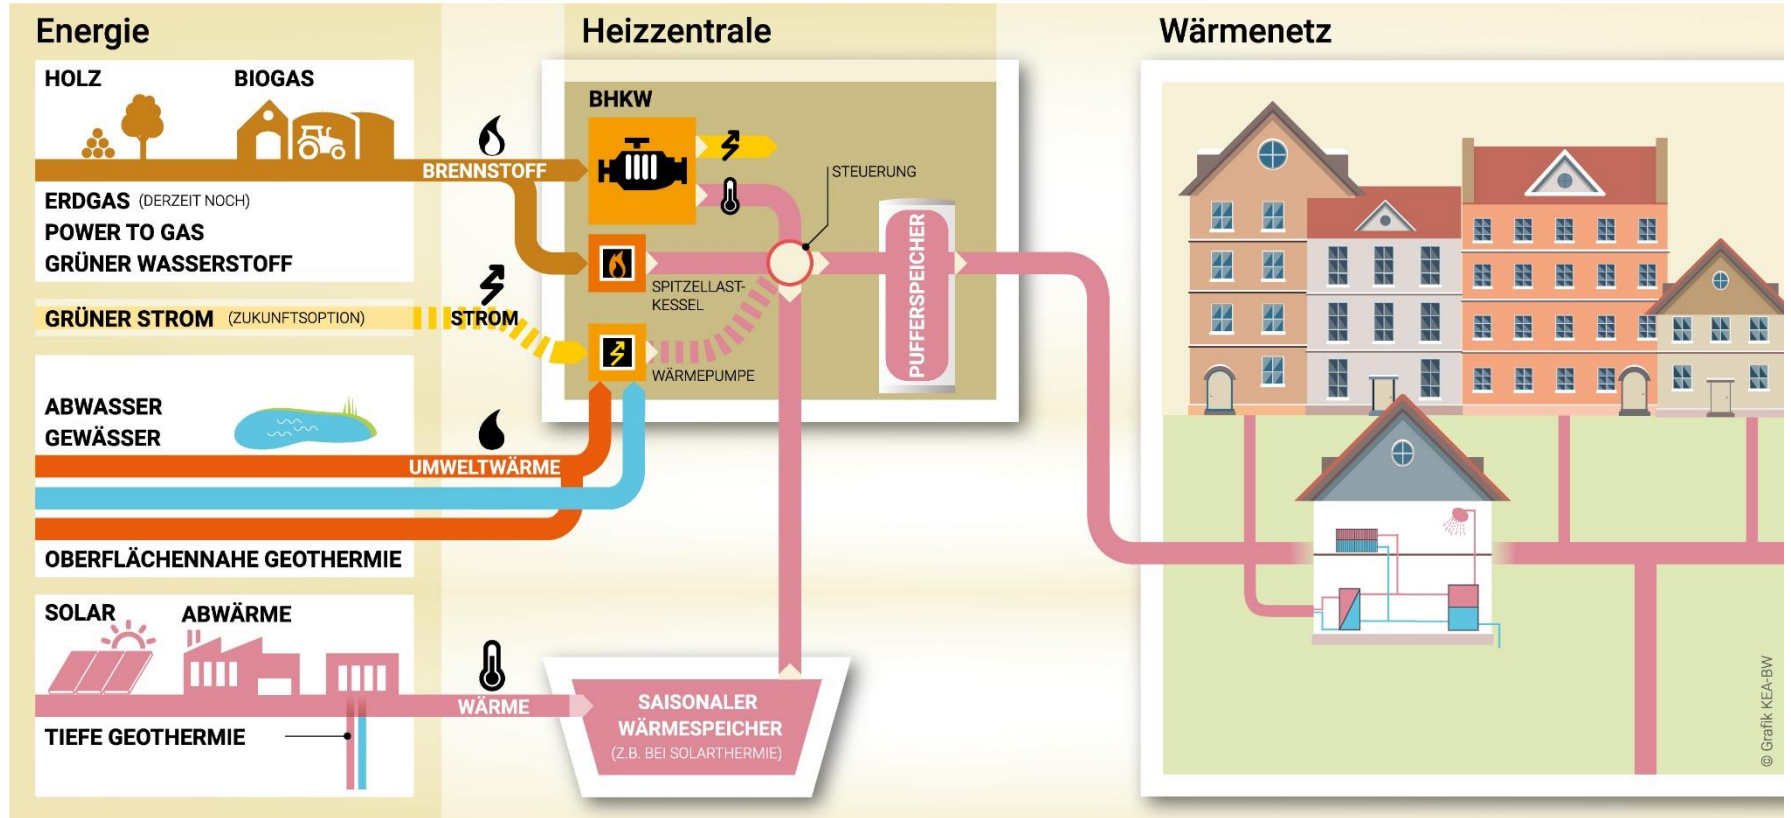 Energie
HOLZ
BIOGAS
BRENNSTOFF
ERDGAS (DERZEIT NOCH)
POWER TO GAS
GRÜNER WASSERSTOFF
GRÜNER STROM (ZUKUNFTSOPTION)
STROM
ABWASSER
GEWÄSSER
UMWELTWÄRME
OBERFLÄCHENNAHE GEOTHERMIE
SOLAR
ABWÄRME
WÄRME
TIEFE GEOTHERMIE
Heizzentrale
BHKW
STEUERUNG
SPITZELLAST-
KESSEL
WÄRMEPUMPE
PUFFERSPEICHER
SAISONALER
WÄRMESPEICHER
(Z.B. BEI SOLARTHERMIE)
Wärmenetz
© Grafik KEA-BW